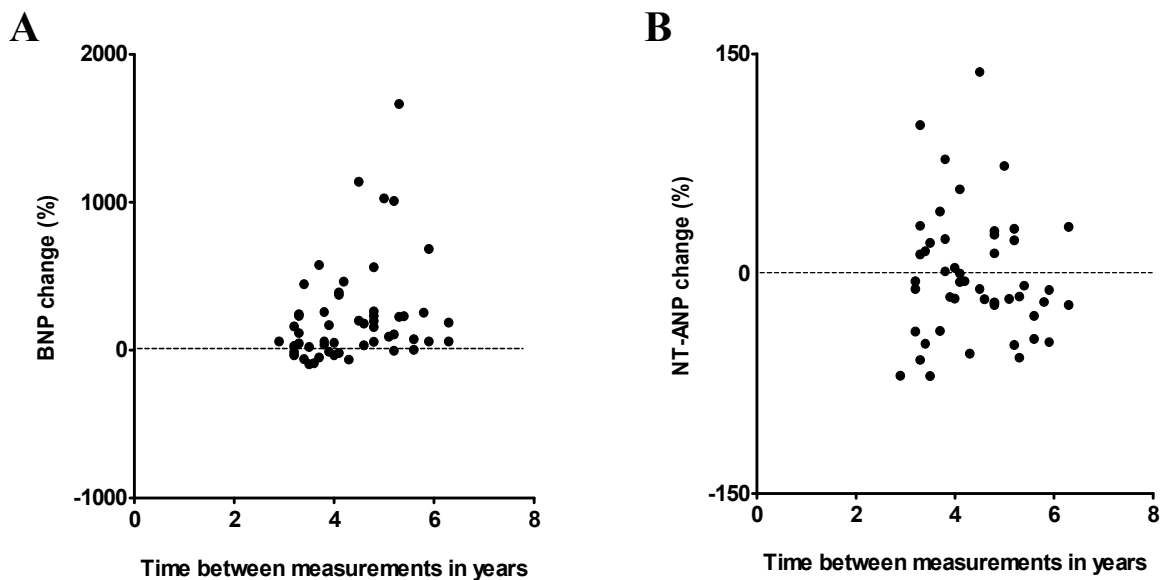 A
BNP change (%)
2000
1000
0
-1000
0 2 4 6 8
Time between measurements in years
B
NT-ANP change (%)
150
0
-150
0 2 4 6 8
Time between measurements in years